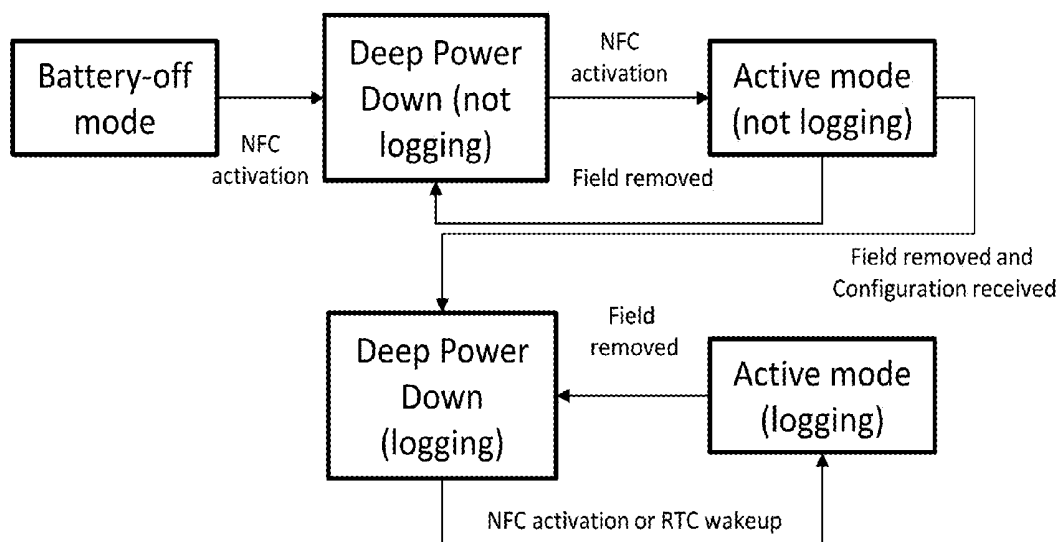 Battery-off
mode
NFC
activation
Deep Power
Down (not
logging)
NFC
activation
Active mode
(not logging)
Field removed
Field removed and
Configuration received
Deep Power
Down
(logging)
Field
removed
Active mode
(logging)
NFC activation or RTC wakeup